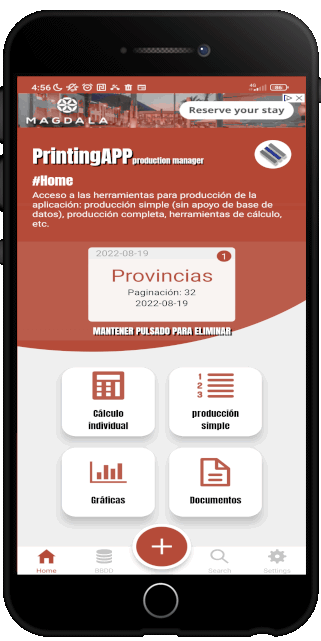 4:56
4G
86
MAGDALA
Reserve your stay
PrintingAPP production manager
#Home
Acceso a las herramientas para producción de la
aplicación: producción simple (sin apoyo de base de
datos), producción completa, herramientas de cálculo,
etc.
2022-08-19
1
Provincias
Paginación: 32
2022-08-19
MANTENER PULSADO PARA ELIMINAR
Cálculo
individual
1
2
3
producción
simple
Gráficas
Documentos
Home
BBDD
Search
Settings